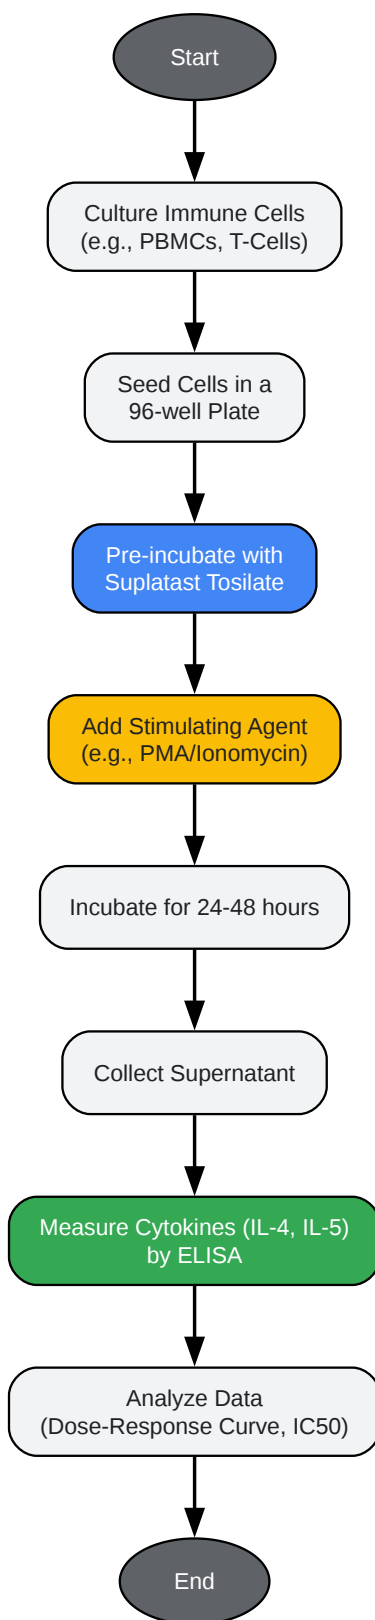 Start
Culture Immune Cells
(e.g., PBMCs, T-Cells)
Seed Cells in a
96-well Plate
Pre-incubate with
Suplatast Tosilate
Add Stimulating Agent
(e.g., PMA/Ionomycin)
Incubate for 24-48 hours
Collect Supernatant
Measure Cytokines (IL-4, IL-5)
by ELISA
Analyze Data
(Dose-Response Curve, IC50)
End